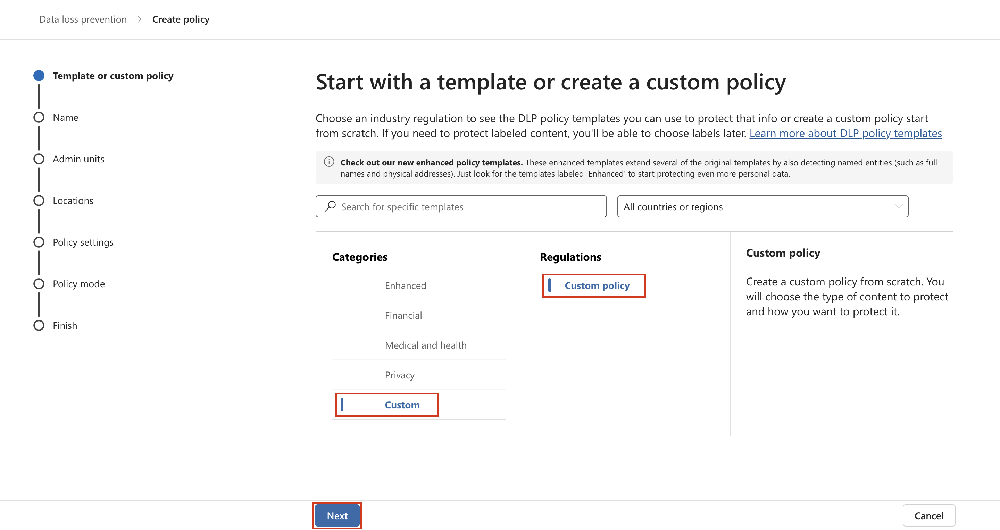 Data loss prevention > Create policy
Template or custom policy
Name
Admin units
Locations
Policy settings
Policy mode
Finish
Start with a template or create a custom policy
Choose an industry regulation to see the DLP policy templates you can use to protect that info or create a custom policy start
from scratch. If you need to protect labeled content, you'll be able to choose labels later. Learn more about DLP policy templates
Check out our new enhanced policy templates. These enhanced templates extend several of the original templates by also detecting named entities (such as full
names and physical addresses). Just look for the templates labeled 'Enhanced' to start protecting even more personal data.
Search for specific templates
All countries or regions
Categories
Enhanced
Financial
Medical and health
Privacy
Custom
Regulations
Custom policy
Custom policy
Create a custom policy from scratch. You
will choose the type of content to protect
and how you want to protect it.
Next
Cancel